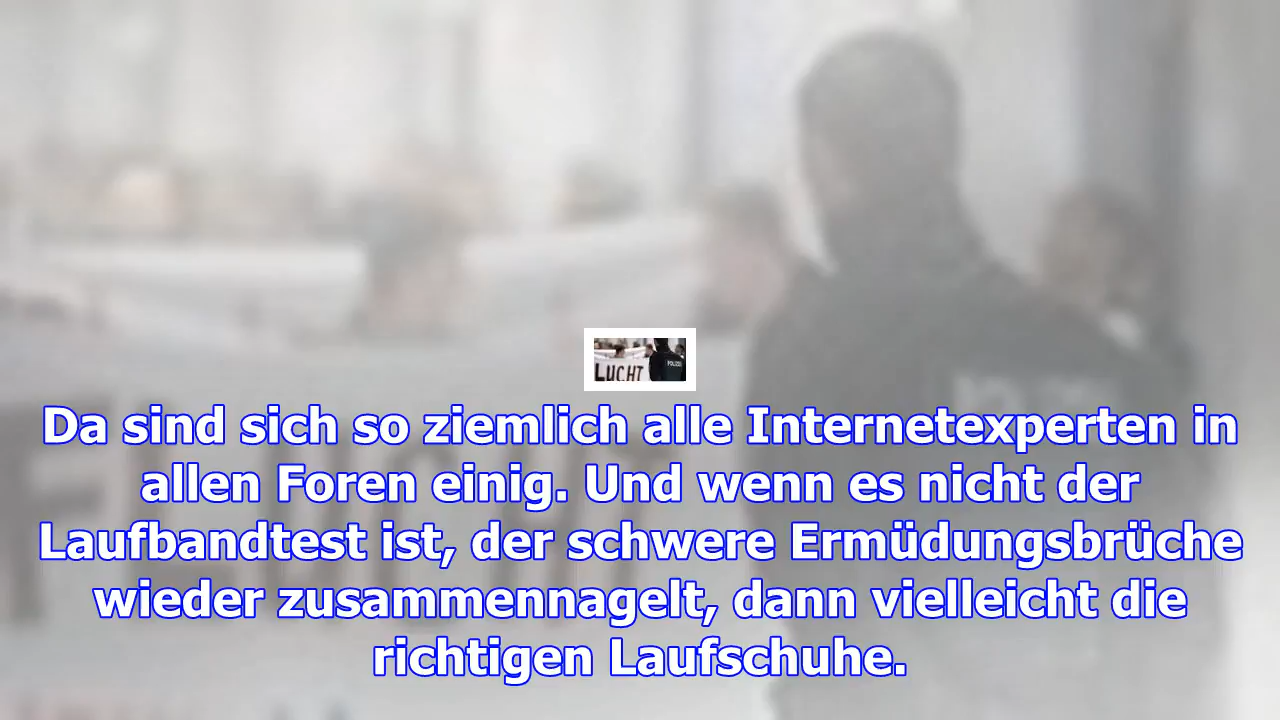 LUCHT
POLIZEI
Da sind sich so ziemlich alle Internetexperten in
allen Foren einig. Und wenn es nicht der
Laufbandtest ist, der schwere Ermüdungsbrüche
wieder zusammennagelt, dann vielleicht die
richtigen Laufschuhe.